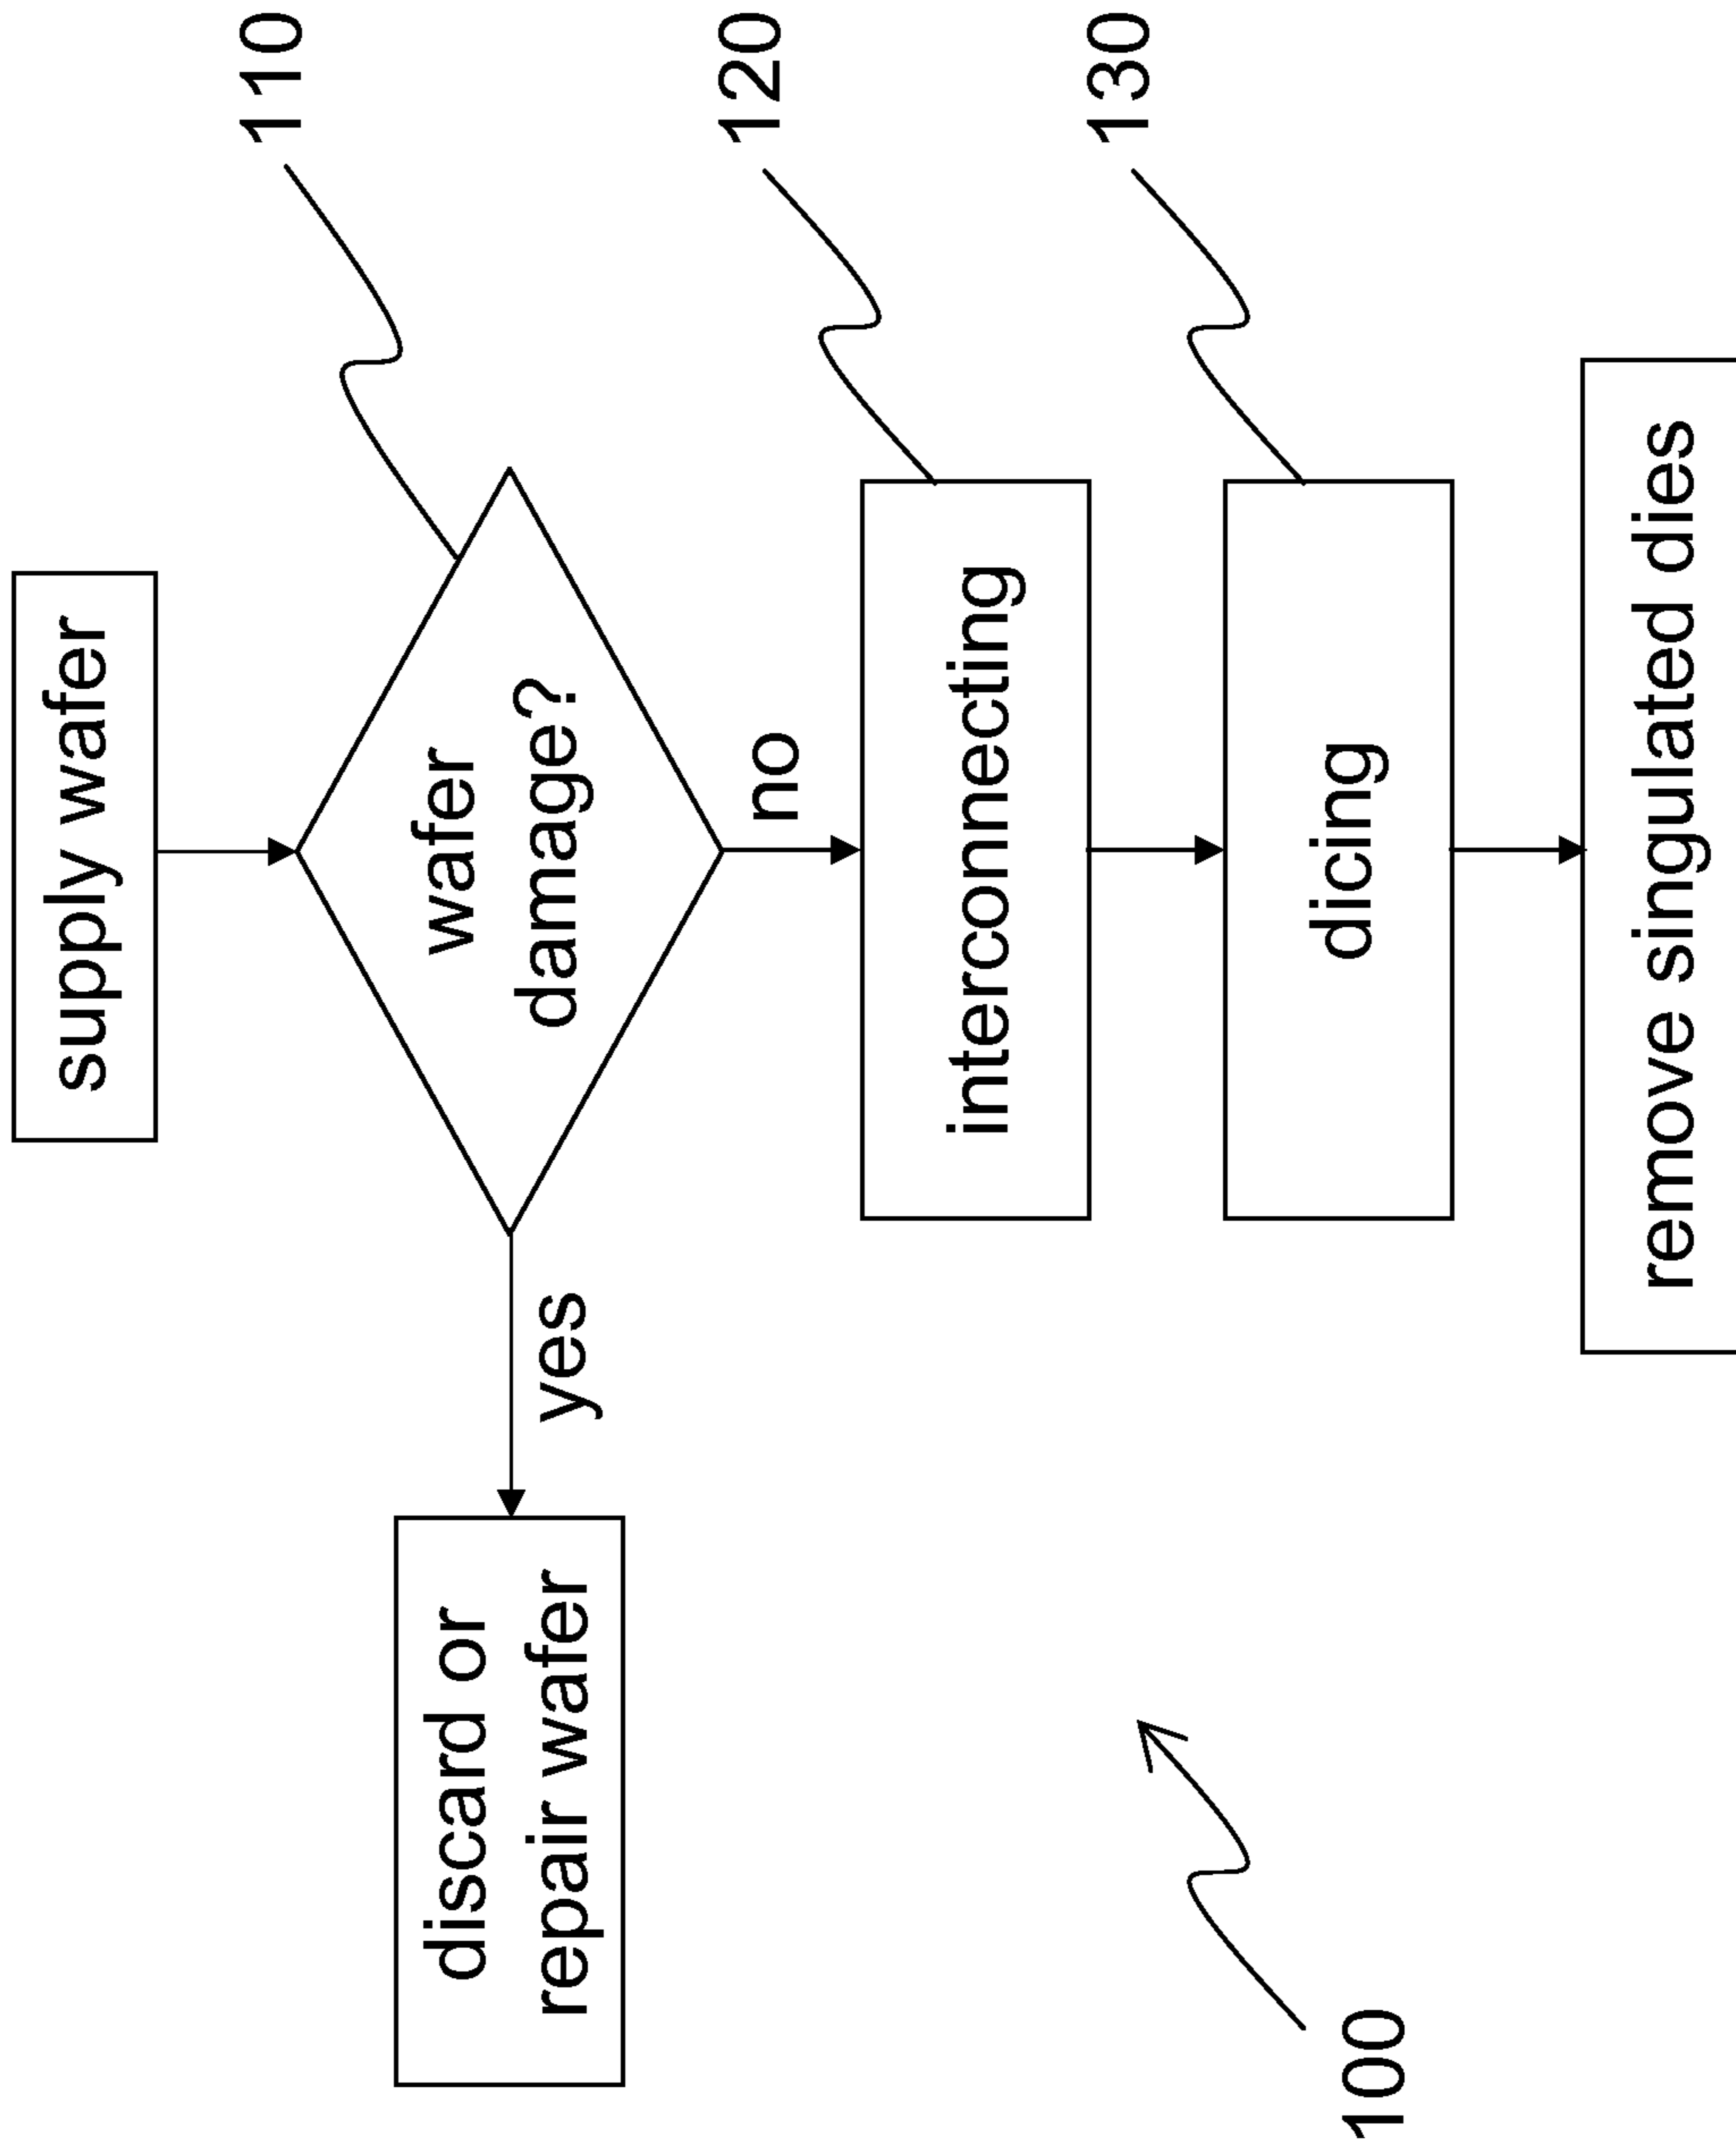 supply wafer
110
wafer
damage?
yes
discard or
repair wafer
no
120
interconnecting
130
dicing
remove singulated dies
100